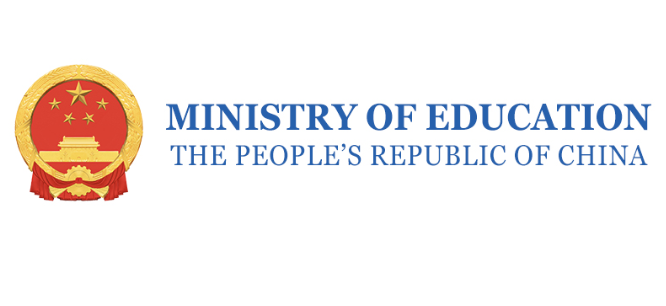 MINISTRY OF EDUCATION
THE PEOPLE'S REPUBLIC OF CHINA